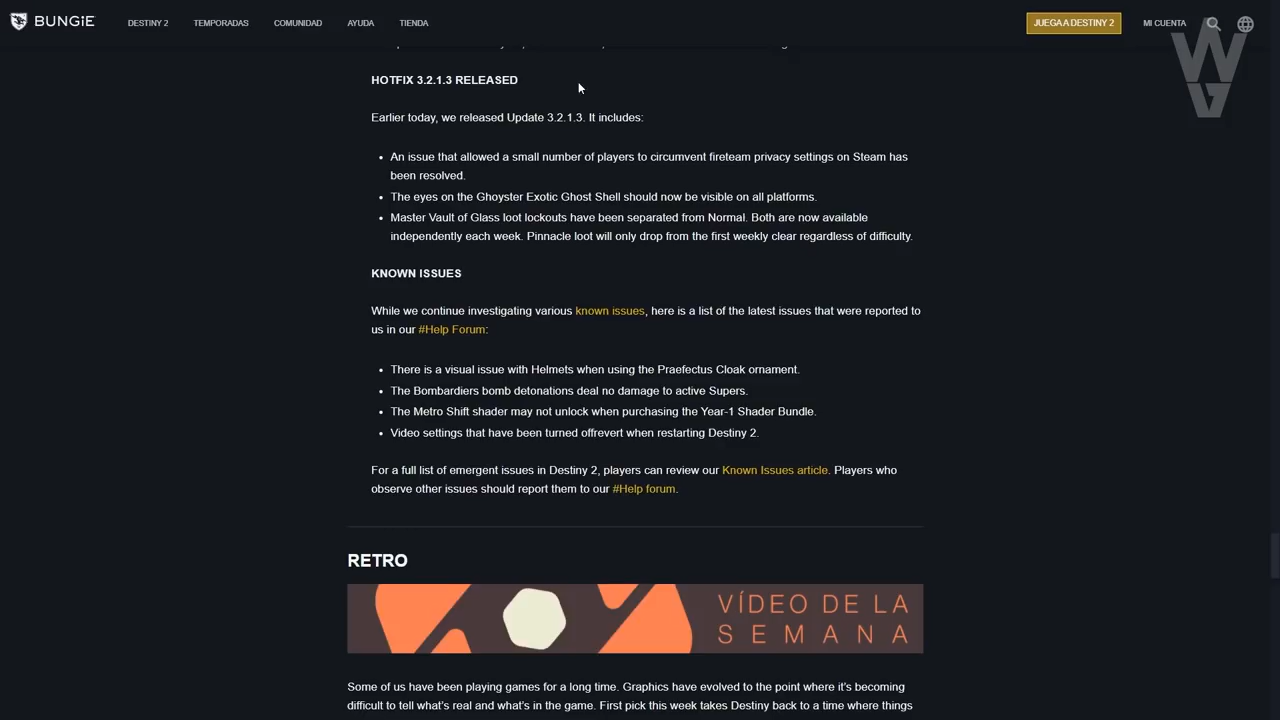 BUNGiE DESTINY 2 TEMPORADAS COMUNIDAD AYUDA TIENDA JUEGA A DESTINY 2 MI CUENTA
HOTFIX 3.2.1.3 RELEASED
Earlier today, we released Update 3.2.1.3. It includes:
• An issue that allowed a small number of players to circumvent fireteam privacy settings on Steam has
been resolved.
• The eyes on the Ghoyster Exotic Ghost Shell should now be visible on all platforms.
• Master Vault of Glass loot lockouts have been separated from Normal. Both are now available
independently each week. Pinnacle loot will only drop from the first weekly clear regardless of difficulty.
KNOWN ISSUES
While we continue investigating various known issues, here is a list of the latest issues that were reported to
us in our #Help Forum:
• There is a visual issue with Helmets when using the Praefectus Cloak ornament.
• The Bombardiers bomb detonations deal no damage to active Supers.
• The Metro Shift shader may not unlock when purchasing the Year-1 Shader Bundle.
• Video settings that have been turned offrevert when restarting Destiny 2.
For a full list of emergent issues in Destiny 2, players can review our Known Issues article. Players who
observe other issues should report them to our #Help forum.
RETRO
VÍDEO DE LA
SEMANA
Some of us have been playing games for a long time. Graphics have evolved to the point where it's becoming
difficult to tell what's real and what's in the game. First pick this week takes Destiny back to a time where things